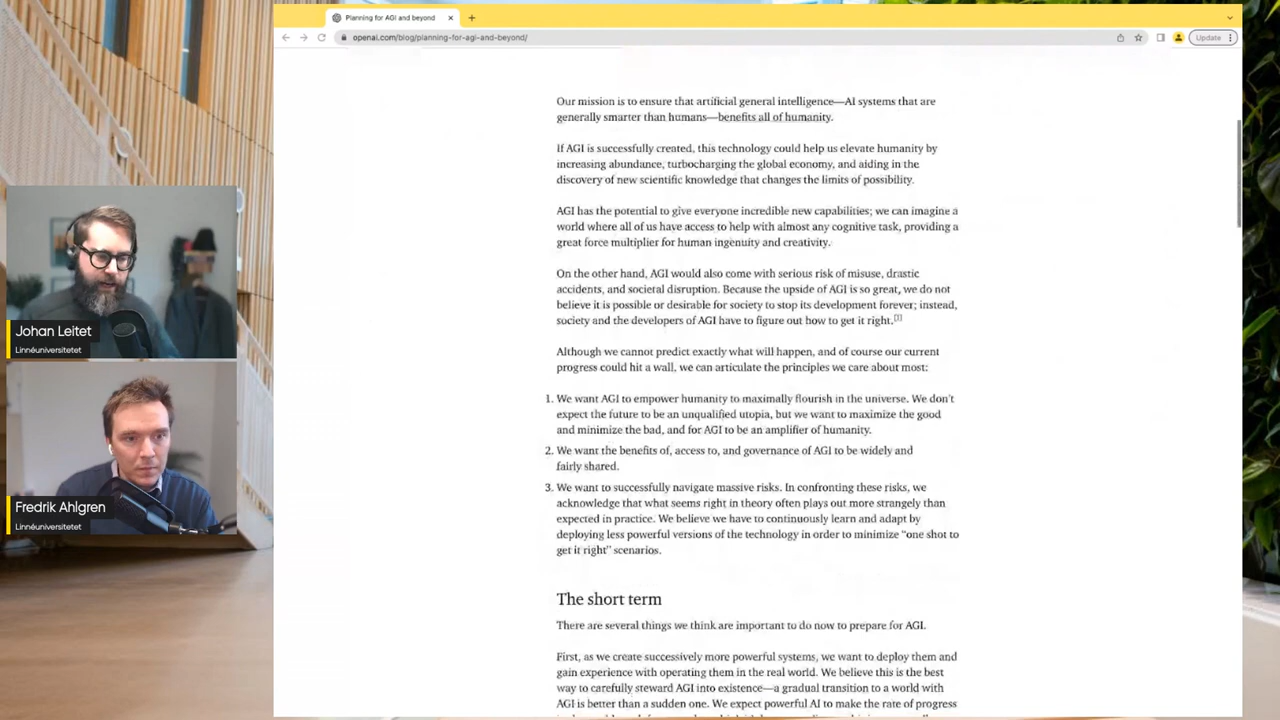 Planning for AGI and beyond
openai.com/blog/planning-for-agi-and-beyond/
Update
Our mission is to ensure that artificial general intelligence—AI systems that are
generally smarter than humans—benefits all of humanity.
If AGI is successfully created, this technology could help us elevate humanity by
increasing abundance, turbocharging the global economy, and aiding in the
discovery of new scientific knowledge that changes the limits of possibility.
AGI has the potential to give everyone incredible new capabilities; we can imagine a
world where all of us have access to help with almost any cognitive task, providing a
great force multiplier for human ingenuity and creativity.
On the other hand, AGI would also come with serious risk of misuse, drastic
accidents, and societal disruption. Because the upside of AGI is so great, we do not
believe it is possible or desirable for society to stop its development forever; instead,
society and the developers of AGI have to figure out how to get it right.[1]
Although we cannot predict exactly what will happen, and of course our current
progress could hit a wall, we can articulate the principles we care about most:
1. We want AGI to empower humanity to maximally flourish in the universe. We don't
expect the future to be an unqualified utopia, but we want to maximize the good
and minimize the bad, and for AGI to be an amplifier of humanity.
2. We want the benefits of, access to, and governance of AGI to be widely and
fairly shared.
3. We want to successfully navigate massive risks. In confronting these risks, we
acknowledge that what seems right in theory often plays out more strangely than
expected in practice. We believe we have to continuously learn and adapt by
deploying less powerful versions of the technology in order to minimize "one shot to
get it right" scenarios.
The short term
There are several things we think are important to do now to prepare for AGI.
First, as we create successively more powerful systems, we want to deploy them and
gain experience with operating them in the real world. We believe this is the best
way to carefully steward AGI into existence—a gradual transition to a world with
AGI is better than a sudden one. We expect powerful AI to make the rate of progress
Johan Leitet
Linnéuniversitetet
Fredrik Ahlgren
Linnéuniversitetet